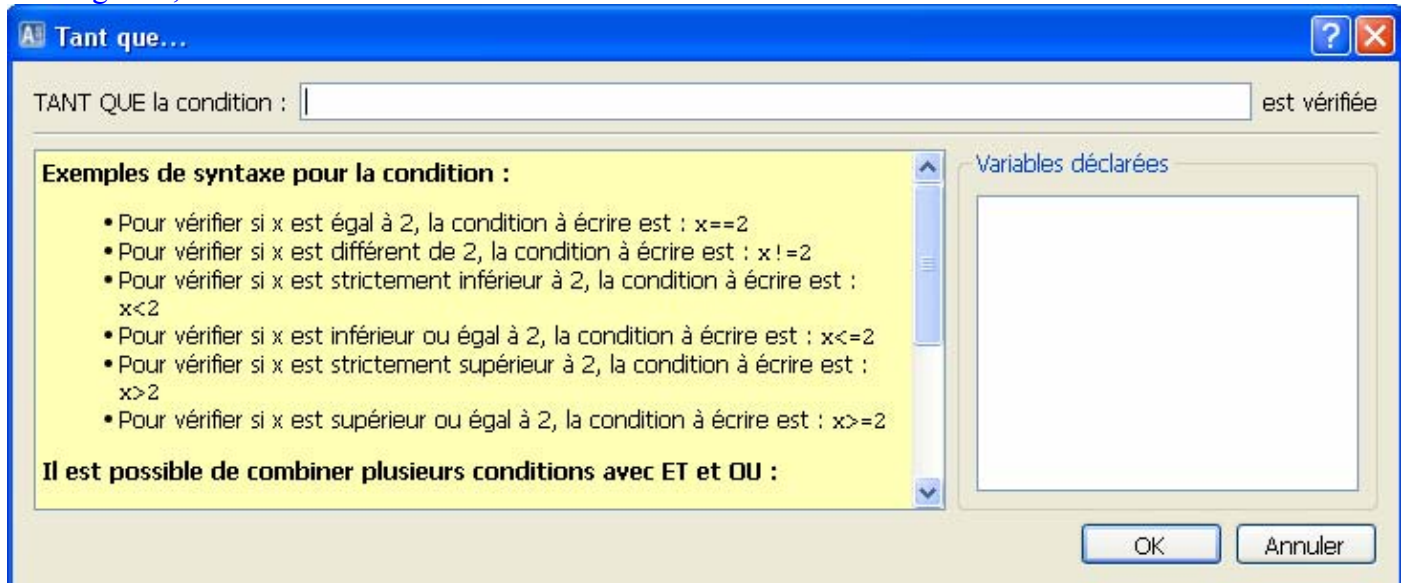 Tant que...
TANT QUE la condition : est vérifiée
Exemples de syntaxe pour la condition :
• Pour vérifier si x est égal à 2, la condition à écrire est : x==2
• Pour vérifier si x est différent de 2, la condition à écrire est : x!=2
• Pour vérifier si x est strictement inférieur à 2, la condition à écrire est :
x<2
• Pour vérifier si x est inférieur ou égal à 2, la condition à écrire est : x<=2
• Pour vérifier si x est strictement supérieur à 2, la condition à écrire est :
x>2
• Pour vérifier si x est supérieur ou égal à 2, la condition à écrire est : x>=2
Il est possible de combiner plusieurs conditions avec ET et OU :
Variables déclarées
OK Annuler